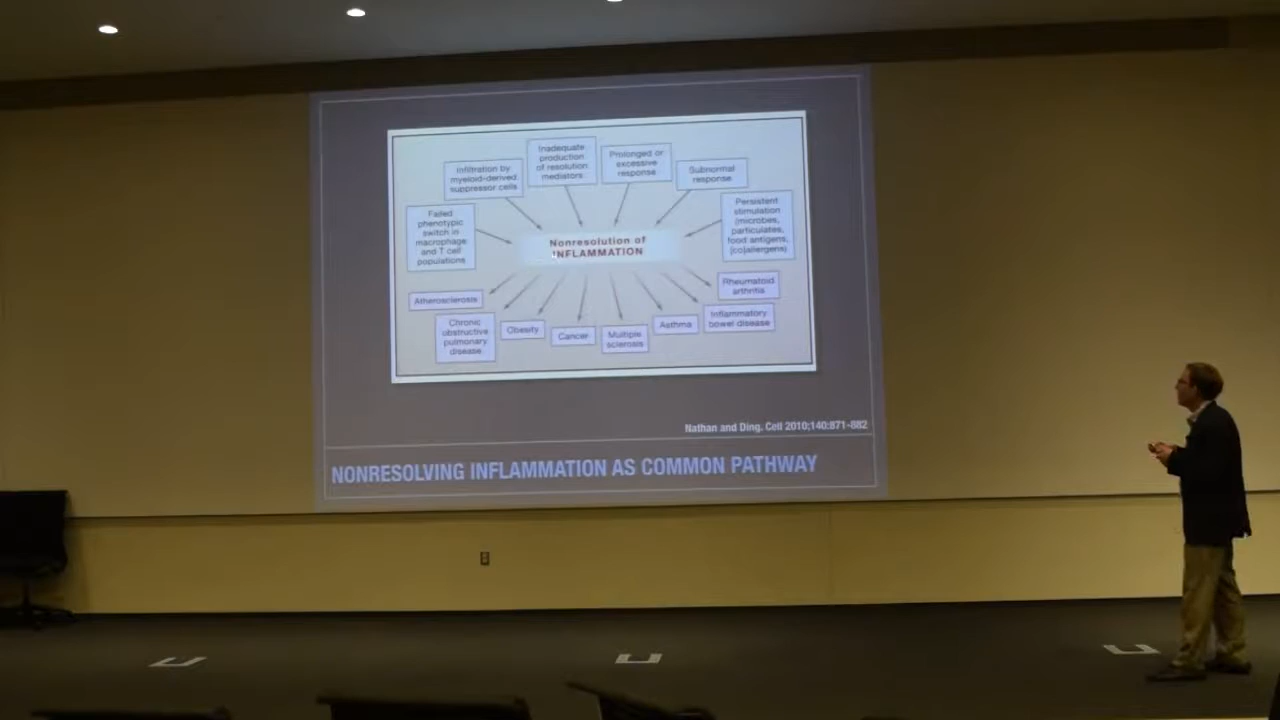 Inadequate
production
of resolution
mediators
Prolonged or
excessive
response
Infiltration by
myeloid-derived
suppressor cells
Subnormal
response
Failed
phenotypic
switch in
macrophage
and T cell
populations
Persistent
stimulation
(microbes,
particulates,
food antigens,
[co]allergens)
Nonresolution of
INFLAMMATION
Atherosclerosis
Chronic
obstructive
pulmonary
disease
Obesity
Cancer
Multiple
sclerosis
Asthma
Inflammatory
bowel disease
Rheumatoid
arthritis
Nathan and Ding. Cell 2010;140:871-882
NONRESOLVING INFLAMMATION AS COMMON PATHWAY